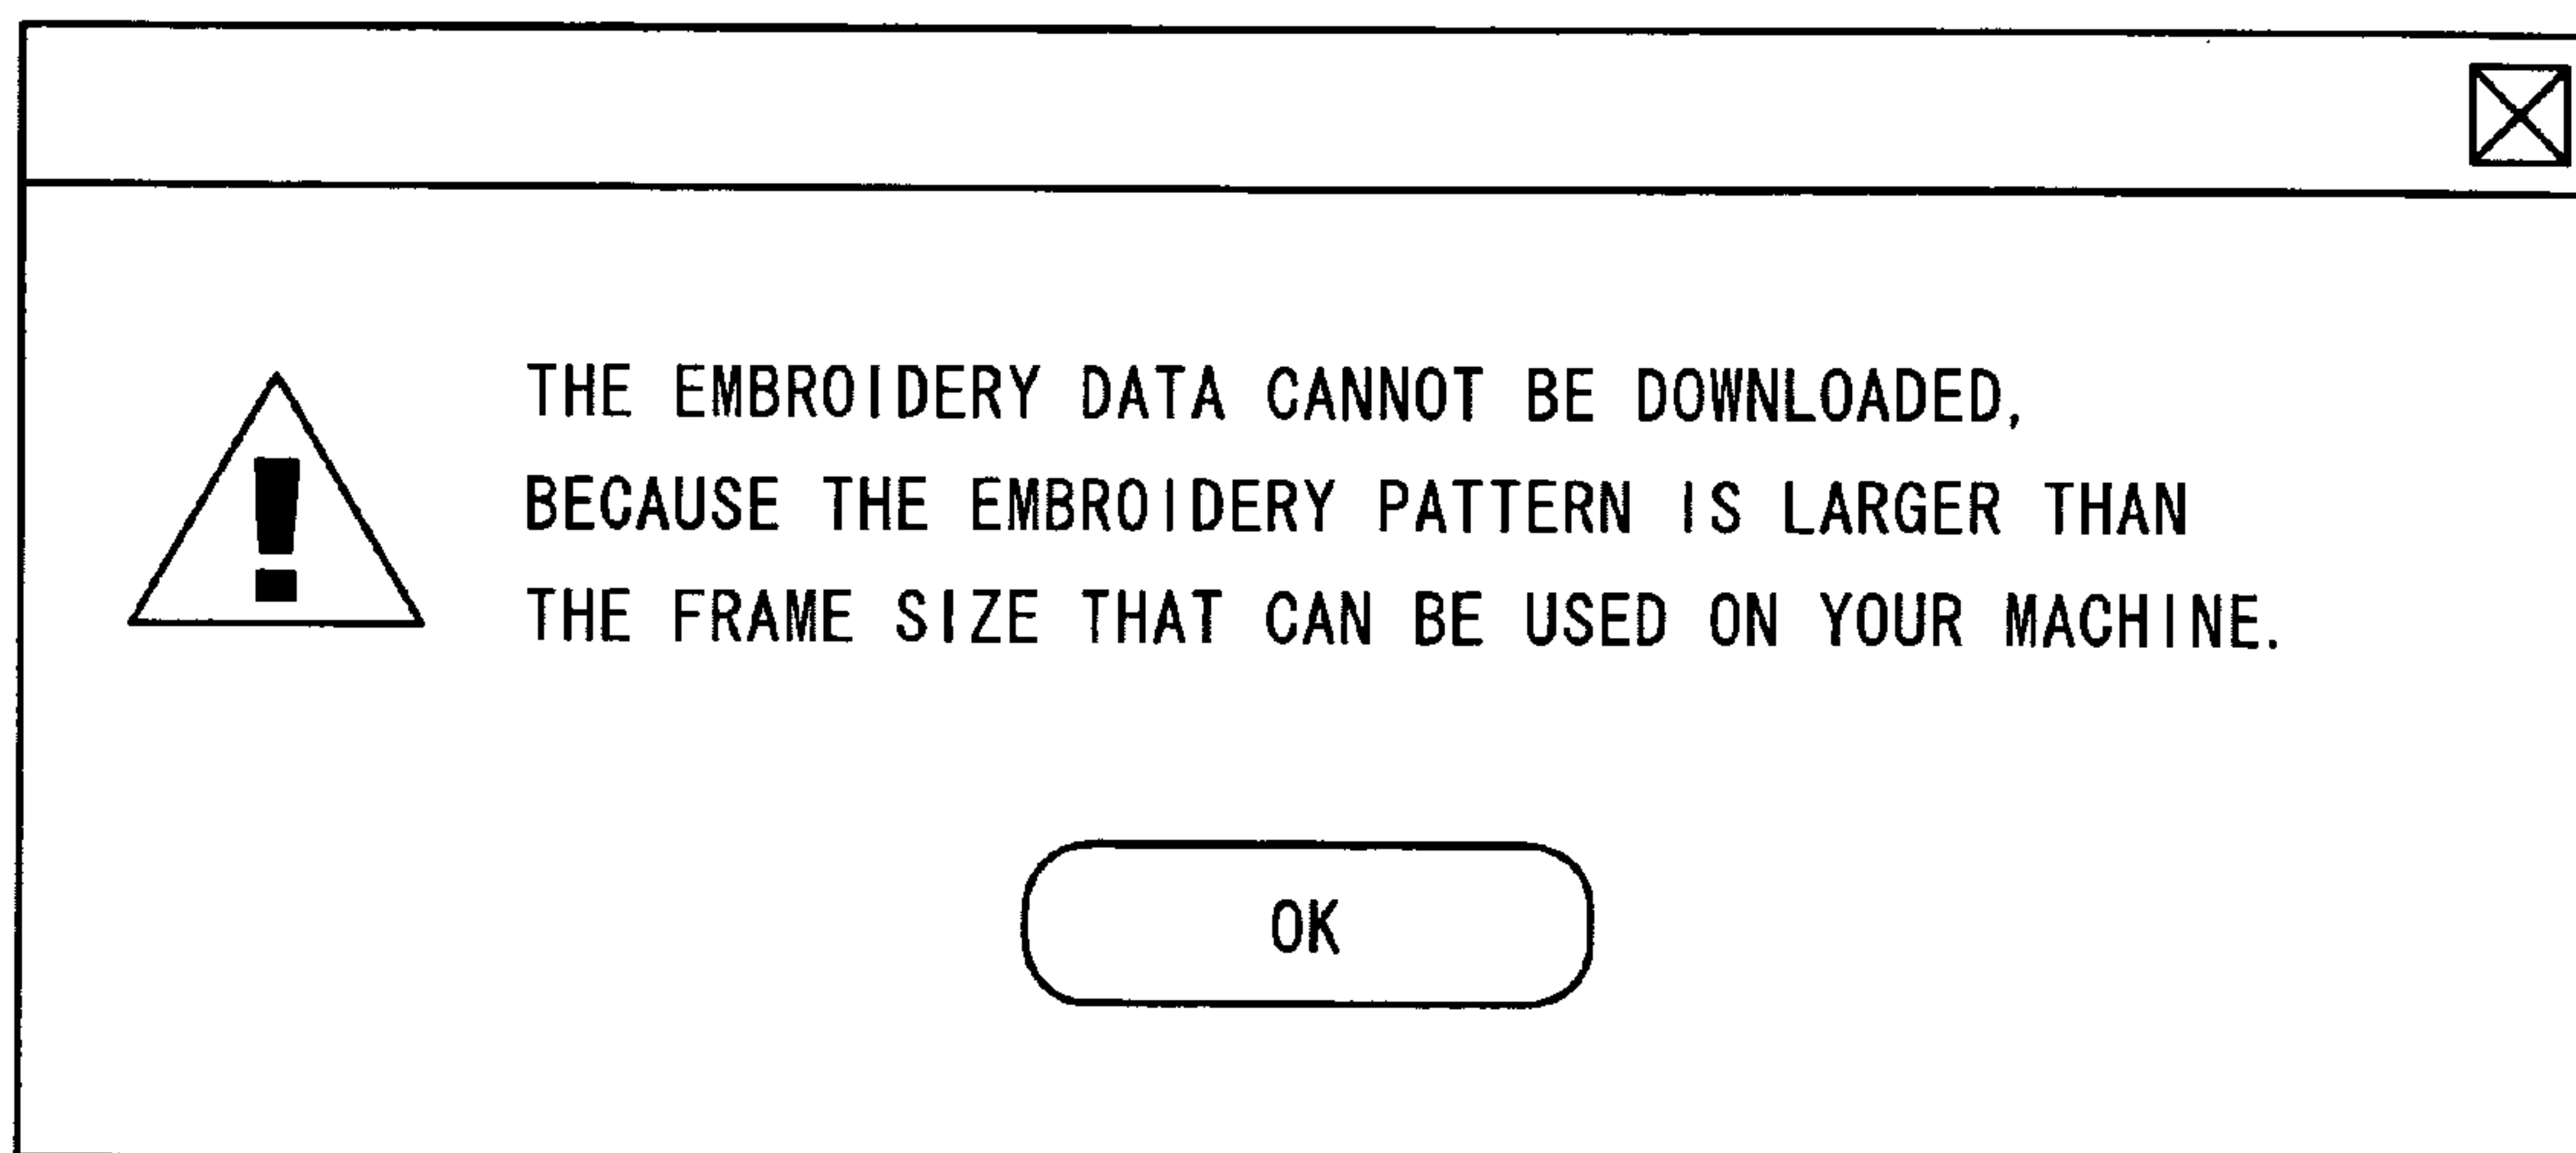 THE EMBROIDERY DATA CANNOT BE DOWNLOADED,
BECAUSE THE EMBROIDERY PATTERN IS LARGER THAN
THE FRAME SIZE THAT CAN BE USED ON YOUR MACHINE.
OK